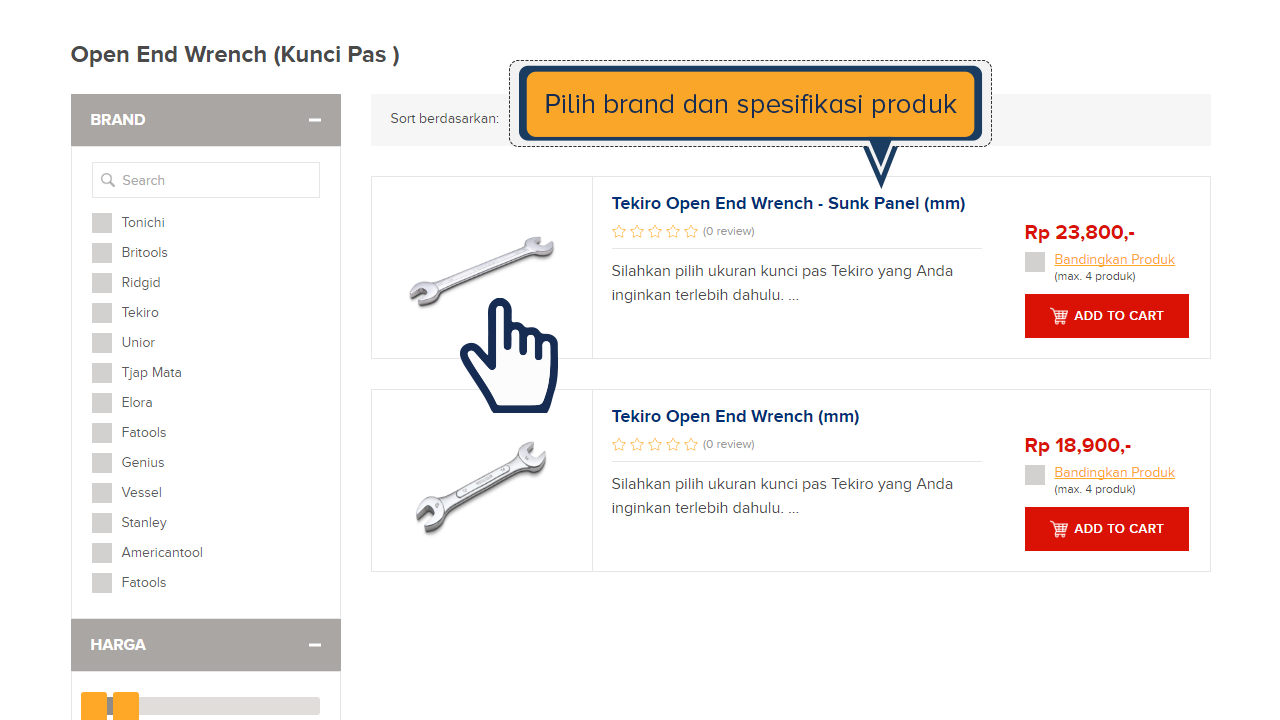 Open End Wrench (Kunci Pas )
BRAND
Search
Tonichi
Britools
Ridgid
Tekiro
Unior
Tjap Mata
Elora
Fatools
Genius
Vessel
Stanley
Americantool
Fatools
HARGA
Sort berdasarkan:
Pilih brand dan spesifikasi produk
Tekiro Open End Wrench - Sunk Panel (mm)
(0 review)
Silahkan pilih ukuran kunci pas Tekiro yang Anda
inginkan terlebih dahulu. ...
Rp 23,800,-
Bandingkan Produk
(max. 4 produk)
ADD TO CART
Tekiro Open End Wrench (mm)
(0 review)
Silahkan pilih ukuran kunci pas Tekiro yang Anda
inginkan terlebih dahulu. ...
Rp 18,900,-
Bandingkan Produk
(max. 4 produk)
ADD TO CART